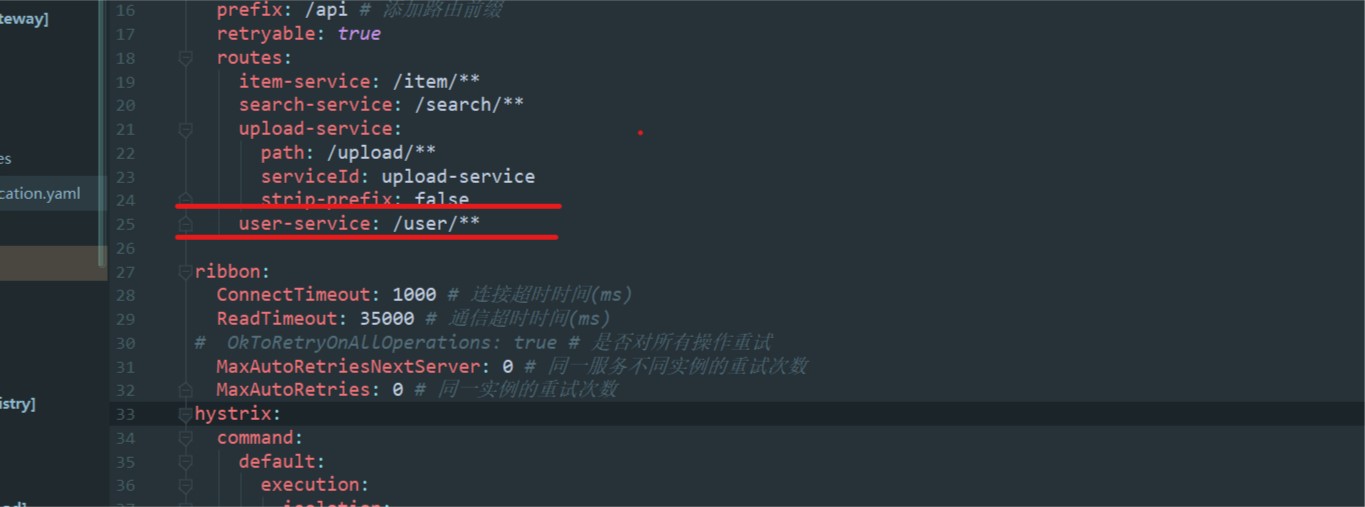 teway]
es
cation.yaml
istry]
16 prefix: /api # 添加路由前缀
17 retryable: true
18 routes:
19 item-service: /item/**
20 search-service: /search/**
21 upload-service:
22 path: /upload/**
23 serviceId: upload-service
24 strip-prefix: false
25 user-service: /user/**
26
27 ribbon:
28 ConnectTimeout: 1000 # 连接超时时间(ms)
29 ReadTimeout: 35000 # 通信超时时间(ms)
30 # OkToRetryOnAllOperations: true # 是否对所有操作重试
31 MaxAutoRetriesNextServer: 0 # 同一服务不同实例的重试次数
32 MaxAutoRetries: 0 # 同一实例的重试次数
33 hystrix:
34 command:
35 default:
36 execution: